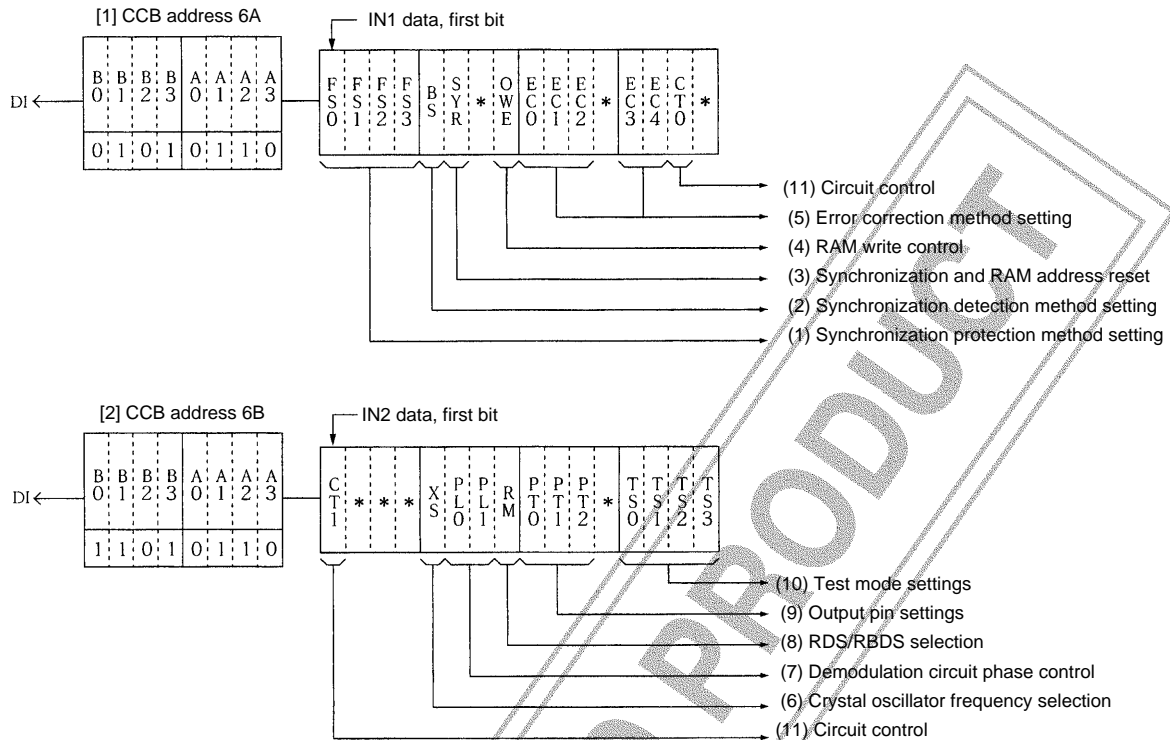 [1] CCB address 6A
IN1 data, first bit
DI
B0 B1 B2 B3 A0 A1 A2 A3
FS0 FS1 FS2 FS3 BS SYR * OWE EC0 EC1 EC2 * EC3 EC4 CT0 *
0 1 0 1 0 1 1 0
(11) Circuit control
(5) Error correction method setting
(4) RAM write control
(3) Synchronization and RAM address reset
(2) Synchronization detection method setting
(1) Synchronization protection method setting
[2] CCB address 6B
IN2 data, first bit
DI
B0 B1 B2 B3 A0 A1 A2 A3
CT1 * * * XS PL0 PL1 RM PT0 PT1 PT2 * TS0 TS1 TS2 TS3
1 1 0 1 0 1 1 0
(10) Test mode settings
(9) Output pin settings
(8) RDS/RBDS selection
(7) Demodulation circuit phase control
(6) Crystal oscillator frequency selection
(11) Circuit control
PRODUCT